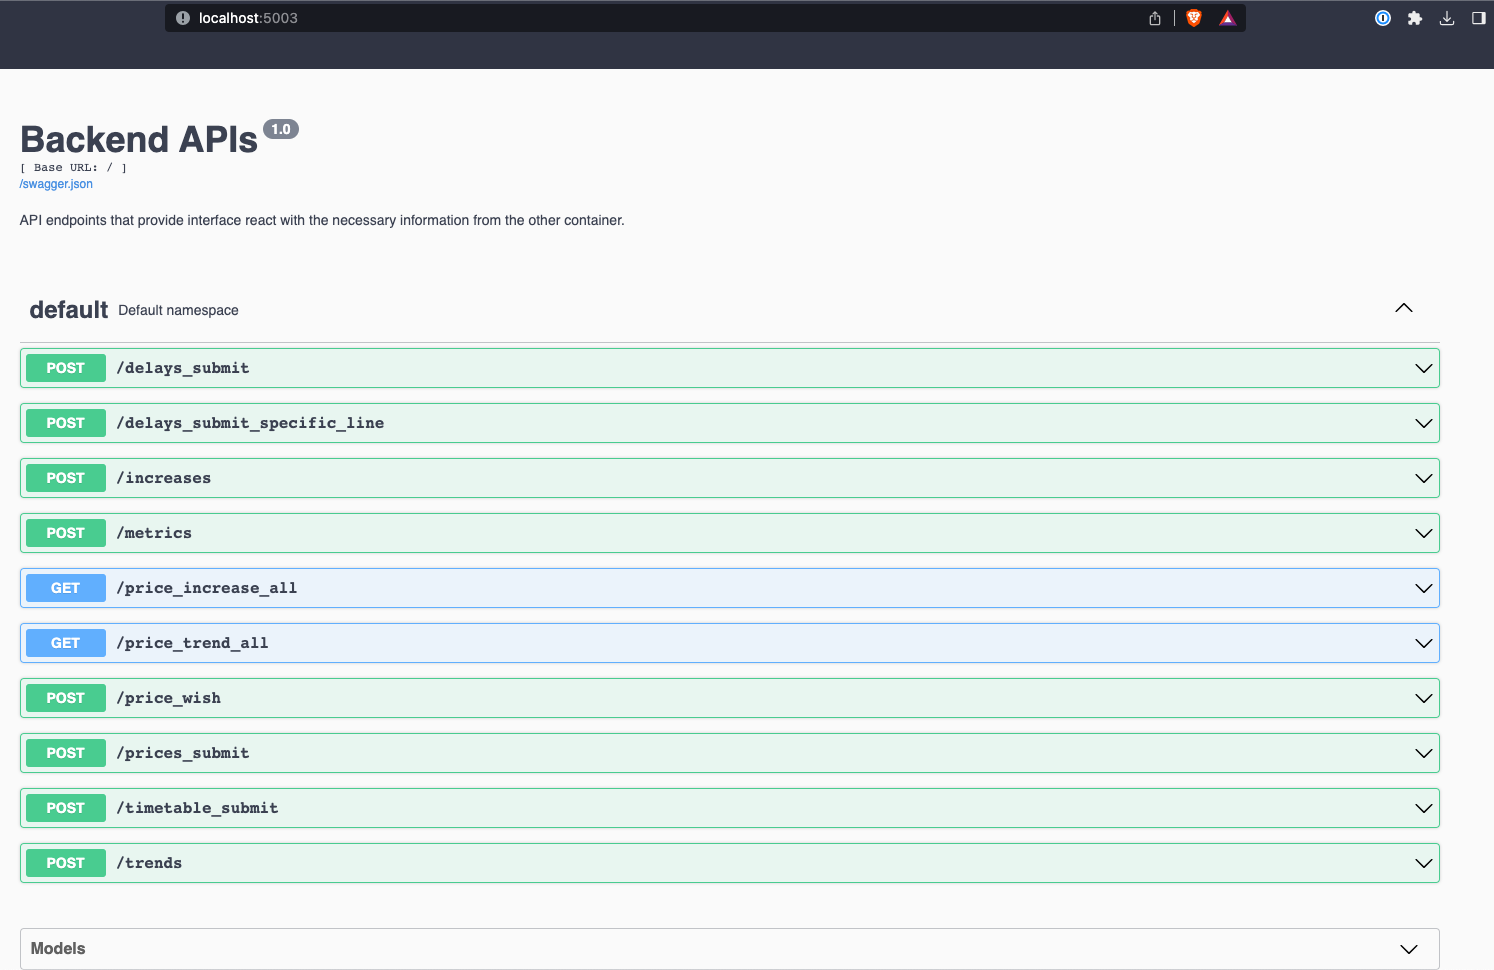 localhost:5003
Backend APIs 1.0
[ Base URL: / ]
/swagger.json
API endpoints that provide interface react with the necessary information from the other container.
default Default namespace
POST /delays_submit
POST /delays_submit_specific_line
POST /increases
POST /metrics
GET /price_increase_all
GET /price_trend_all
POST /price_wish
POST /prices_submit
POST /timetable_submit
POST /trends
Models